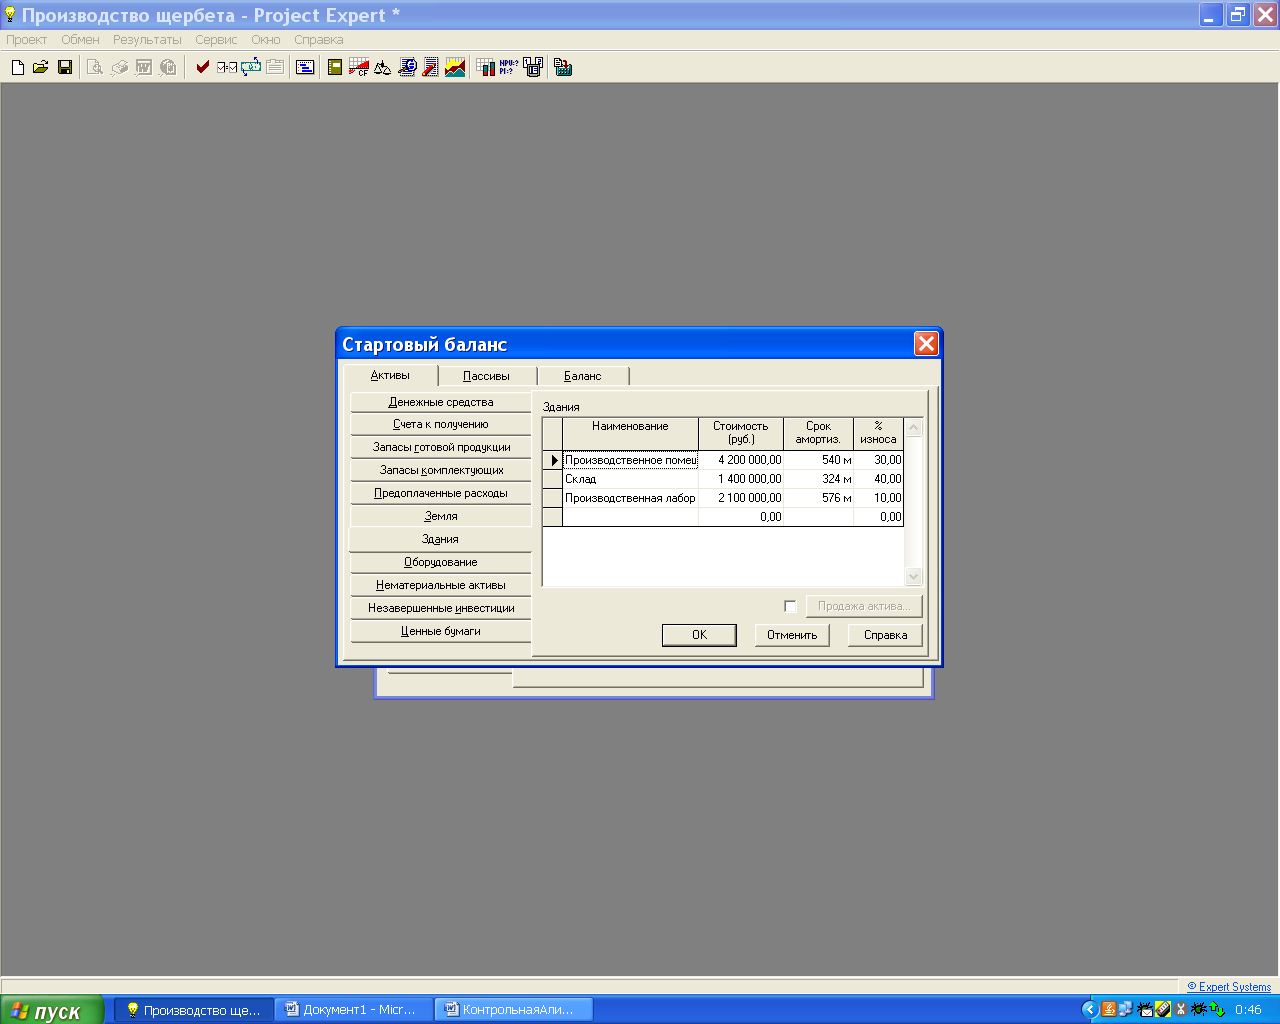 Производство щербета - Project Expert *
Проект Обмен Результаты Сервис Окно Справка
Стартовый баланс
Активы Пассивы Баланс
Денежные средства
Счета к получению
Запасы готовой продукции
Запасы комплектующих
Предоплаченные расходы
Земля
Здания
Оборудование
Нематериальные активы
Незавершенные инвестиции
Ценные бумаги
Здания
Наименование Стоимость (руб.) Срок амортиз. % износа
Производственное помещ 4 200 000,00 540 м 30,00
Склад 1 400 000,00 324 м 40,00
Производственная лабор 2 100 000,00 576 м 10,00
0,00 0,00
Продажа актива...
OK Отменить Справка
© Expert Systems
пуск Производство ще... Документ1 - Micr... КонтрольнаяАли... 0:46